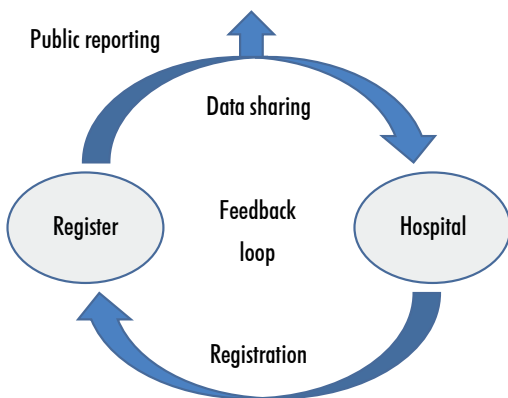 Public reporting
Data sharing
Register
Feedback
loop
Hospital
Registration